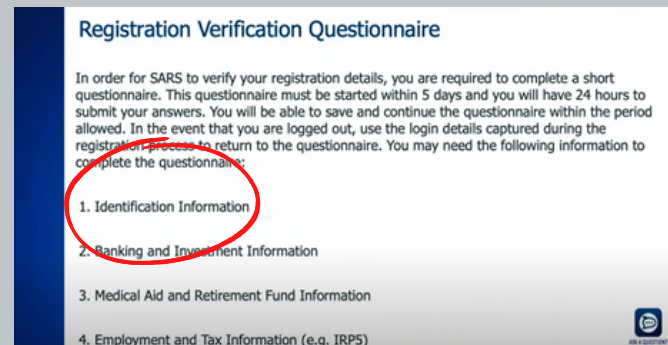 Registration Verification Questionnaire
In order for SARS to verify your registration details, you are required to complete a short
questionnaire. This questionnaire must be started within 5 days and you will have 24 hours to
submit your answers. You will be able to save and continue the questionnaire within the period
allowed. In the event that you are logged out, use the login details captured during the
registration process to return to the questionnaire. You may need the following information to
complete the questionnaire:
1. Identification Information
2. Banking and Investment Information
3. Medical Aid and Retirement Fund Information
4. Employment and Tax Information (e.g. IRP5)
ASK A QUESTION?